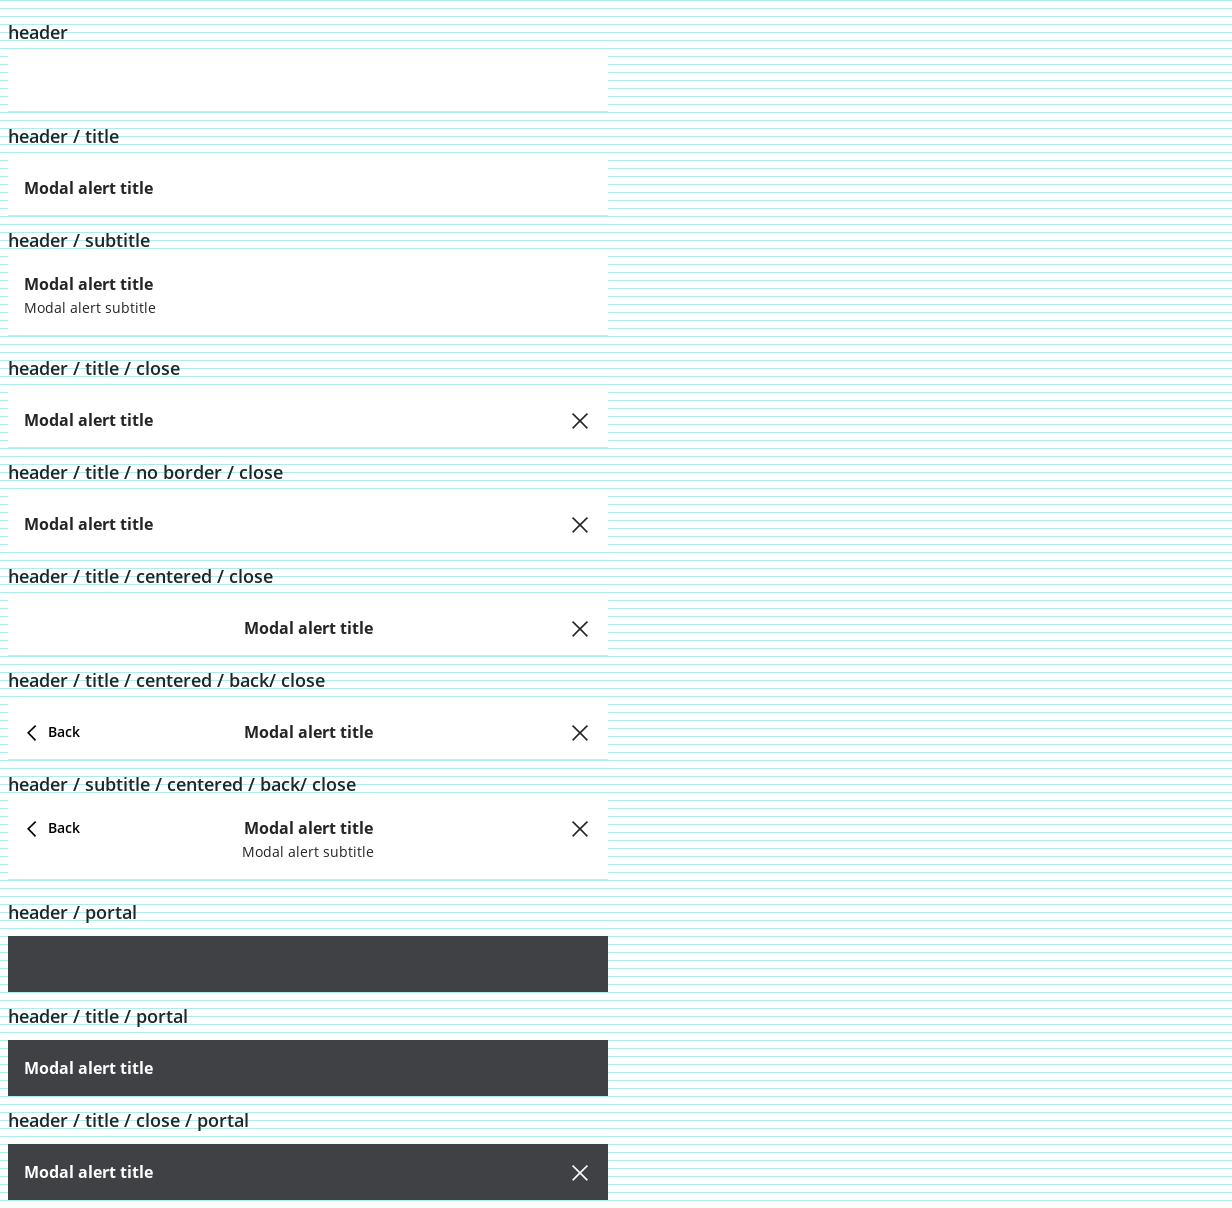 header
header / title
Modal alert title
header / subtitle
Modal alert title
Modal alert subtitle
header / title / close
Modal alert title
header / title / no border / close
Modal alert title
header / title / centered / close
Modal alert title
header / title / centered / back/ close
Back Modal alert title
header / subtitle / centered / back/ close
Back Modal alert title
Modal alert subtitle
header / portal
header / title / portal
Modal alert title
header / title / close / portal
Modal alert title